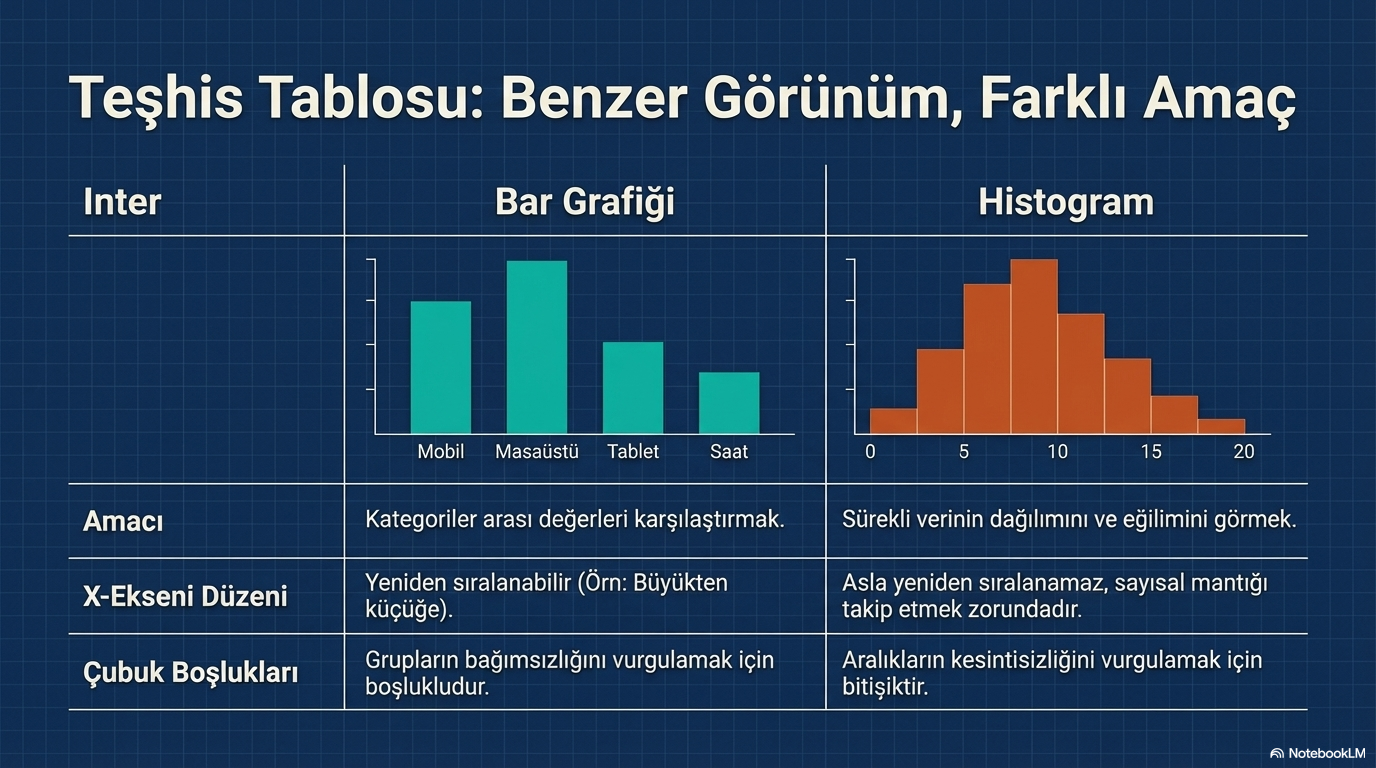 Teşhis Tablosu: Benzer Görünüm, Farklı Amaç
Inter
Bar Grafiği
Histogram
Mobil
Masaüstü
Tablet
Saat
0
5
10
15
20
Amacı
Kategoriler arası değerleri karşılaştırmak.
Sürekli verinin dağılımını ve eğilimini görmek.
X-Ekseni Düzeni
Yeniden sıralanabilir (Örn: Büyükten
küçüğe).
Asla yeniden sıralanamaz, sayısal mantığı
takip etmek zorundadır.
Çubuk Boşlukları
Grupların bağımsızlığını vurgulamak için
boşlukludur.
Aralıkların kesintisizliğini vurgulamak için
bitişiktir.
NotebookLM